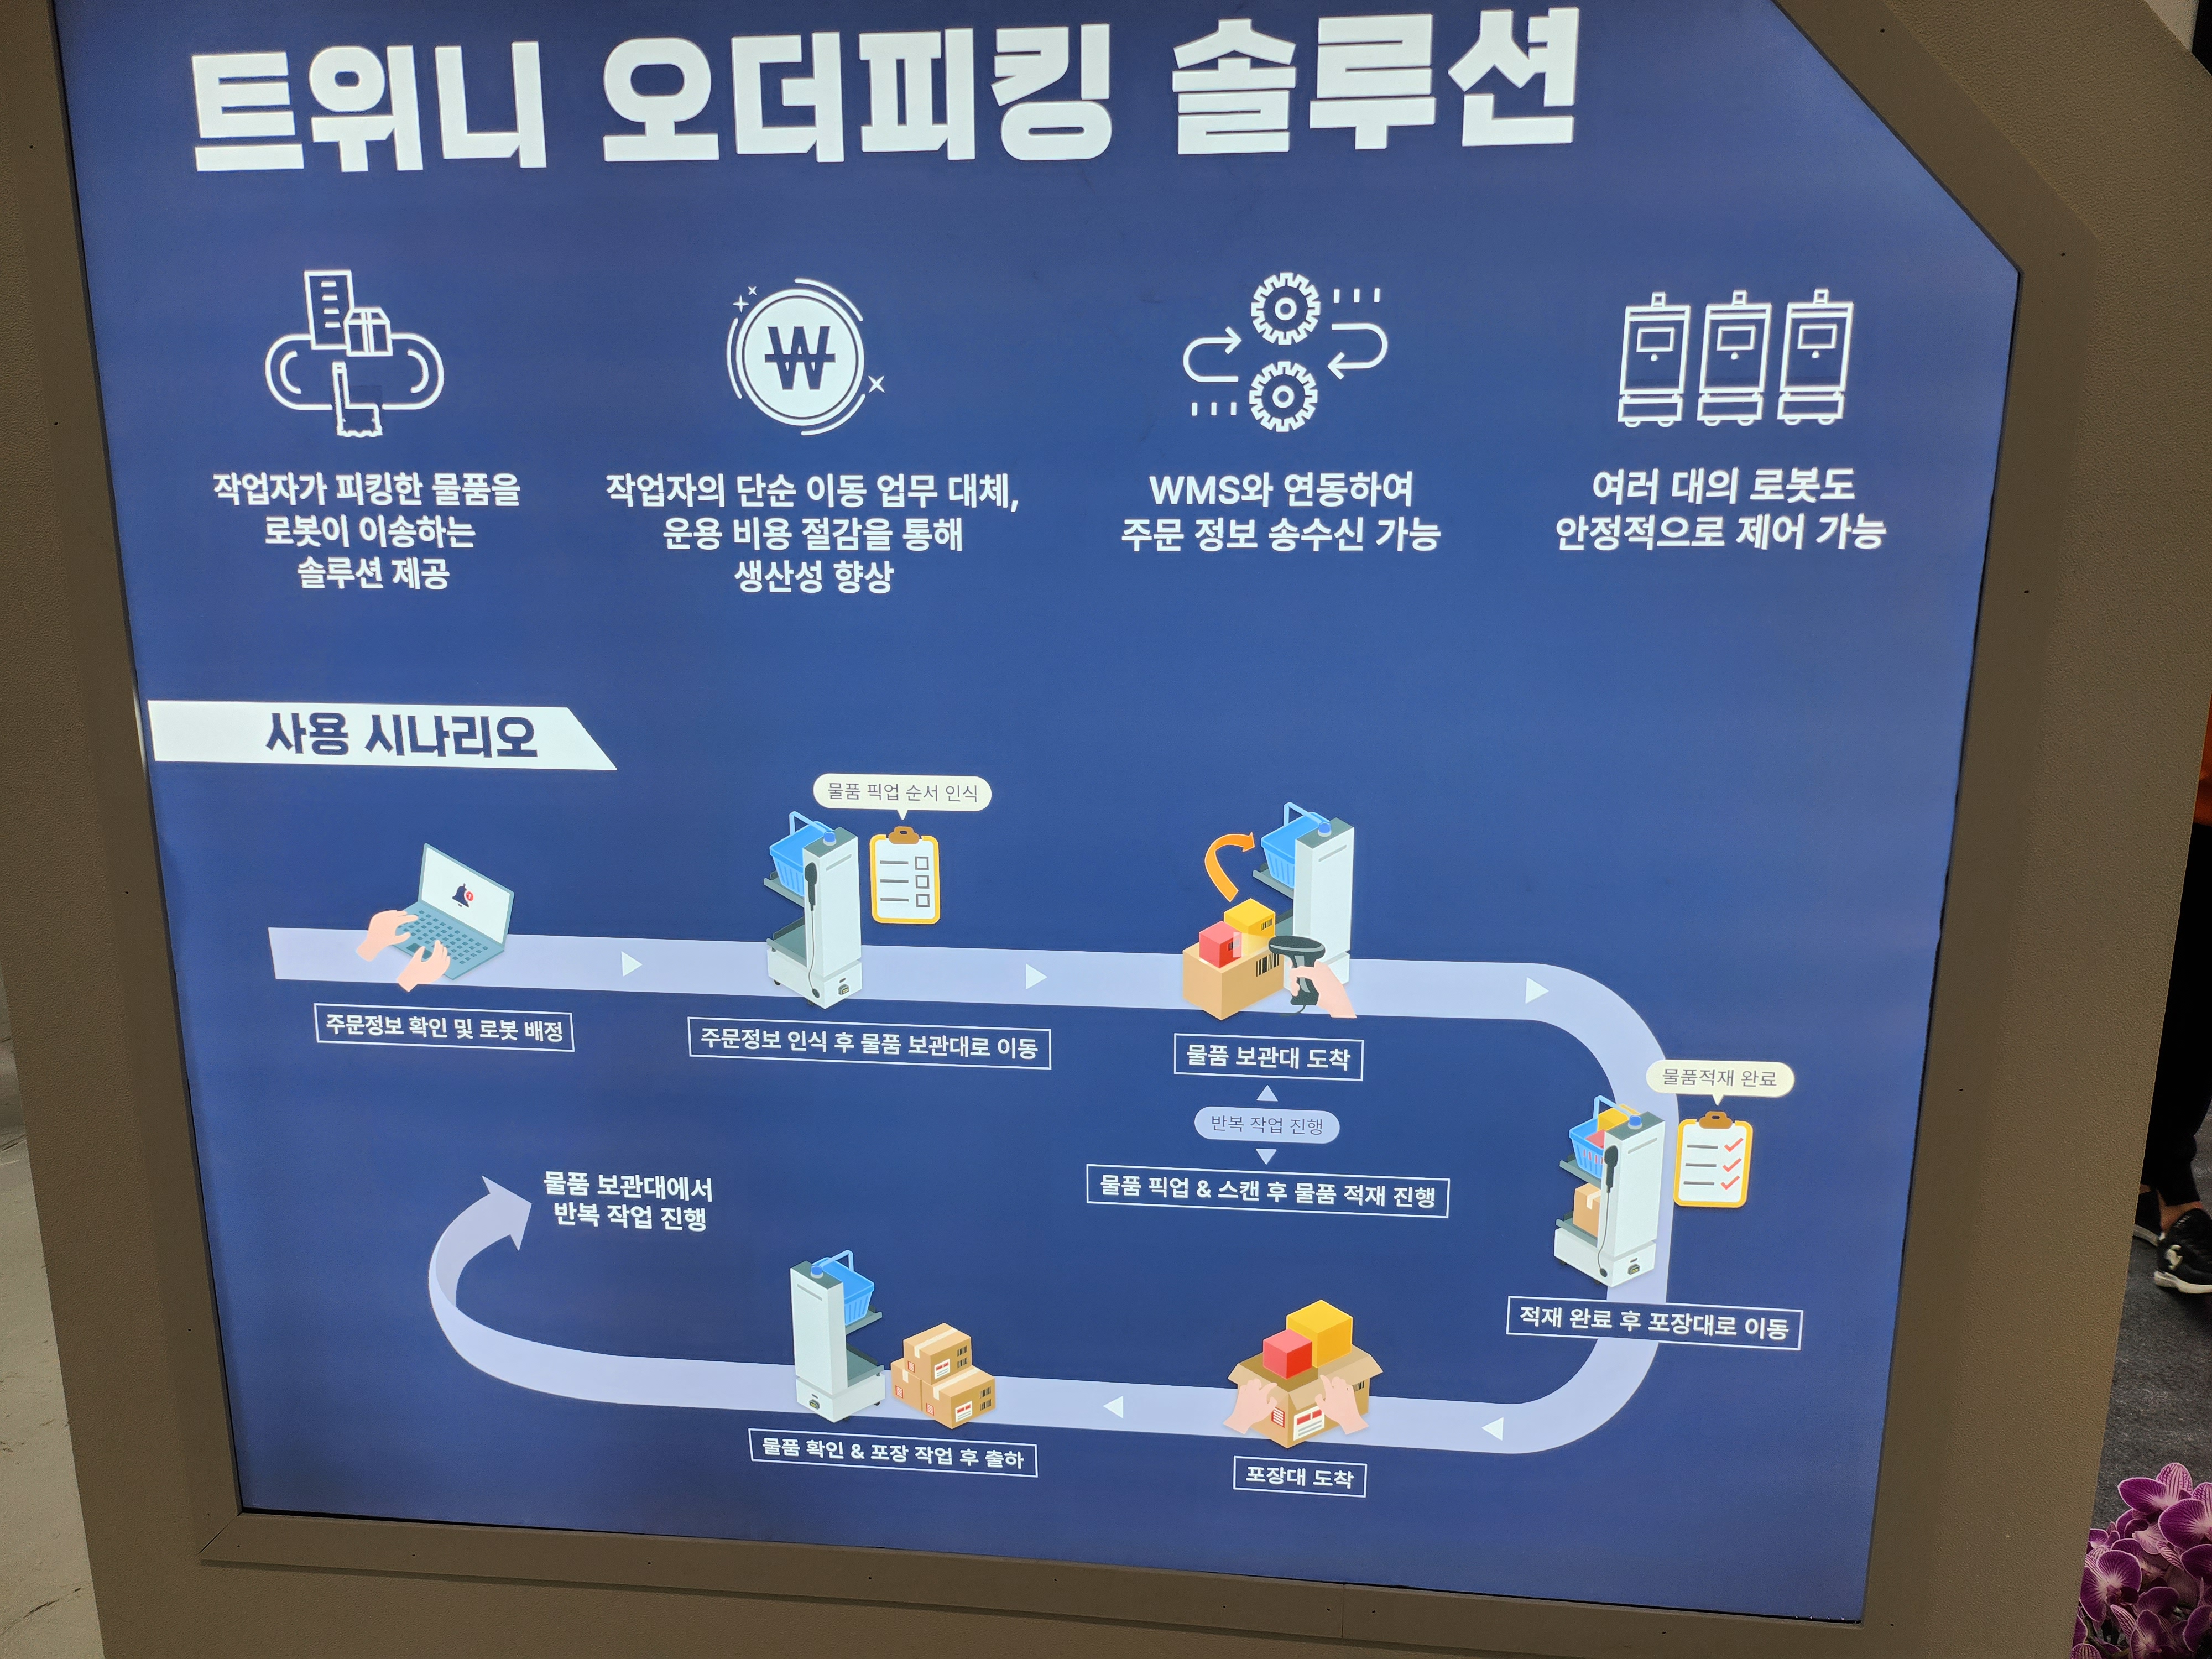 트위니 오더피킹 솔루션
작업자가 피킹한 물품을
로봇이 이송하는
솔루션 제공
작업자의 단순 이동 업무 대체,
운용 비용 절감을 통해
생산성 향상
WMS와 연동하여
주문 정보 송수신 가능
여러 대의 로봇도
안정적으로 제어 가능
사용 시나리오
주문정보 확인 및 로봇 배정
물품 픽업 순서 인식
주문정보 인식 후 물품 보관대로 이동
물품 보관대 도착
반복 작업 진행
물품 픽업 & 스캔 후 물품 적재 진행
물품적재 완료
적재 완료 후 포장대로 이동
포장대 도착
물품 확인 & 포장 작업 후 출하
물품 보관대에서
반복 작업 진행